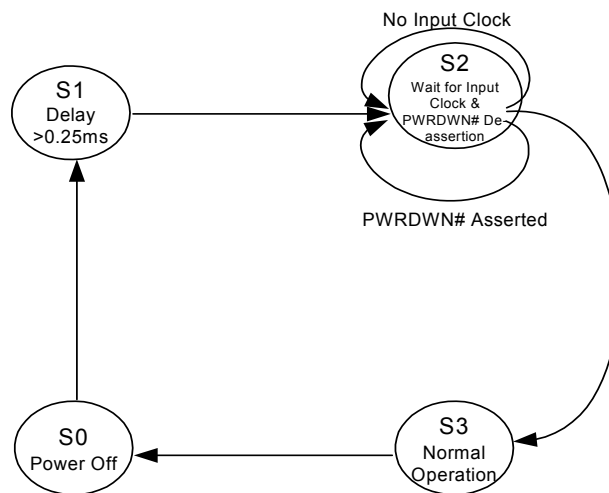 No Input Clock
S1
Delay
>0.25ms
S2
Wait for Input
Clock &
PWRDWN# De-
assertion
PWRDWN# Asserted
S0
Power Off
S3
Normal
Operation